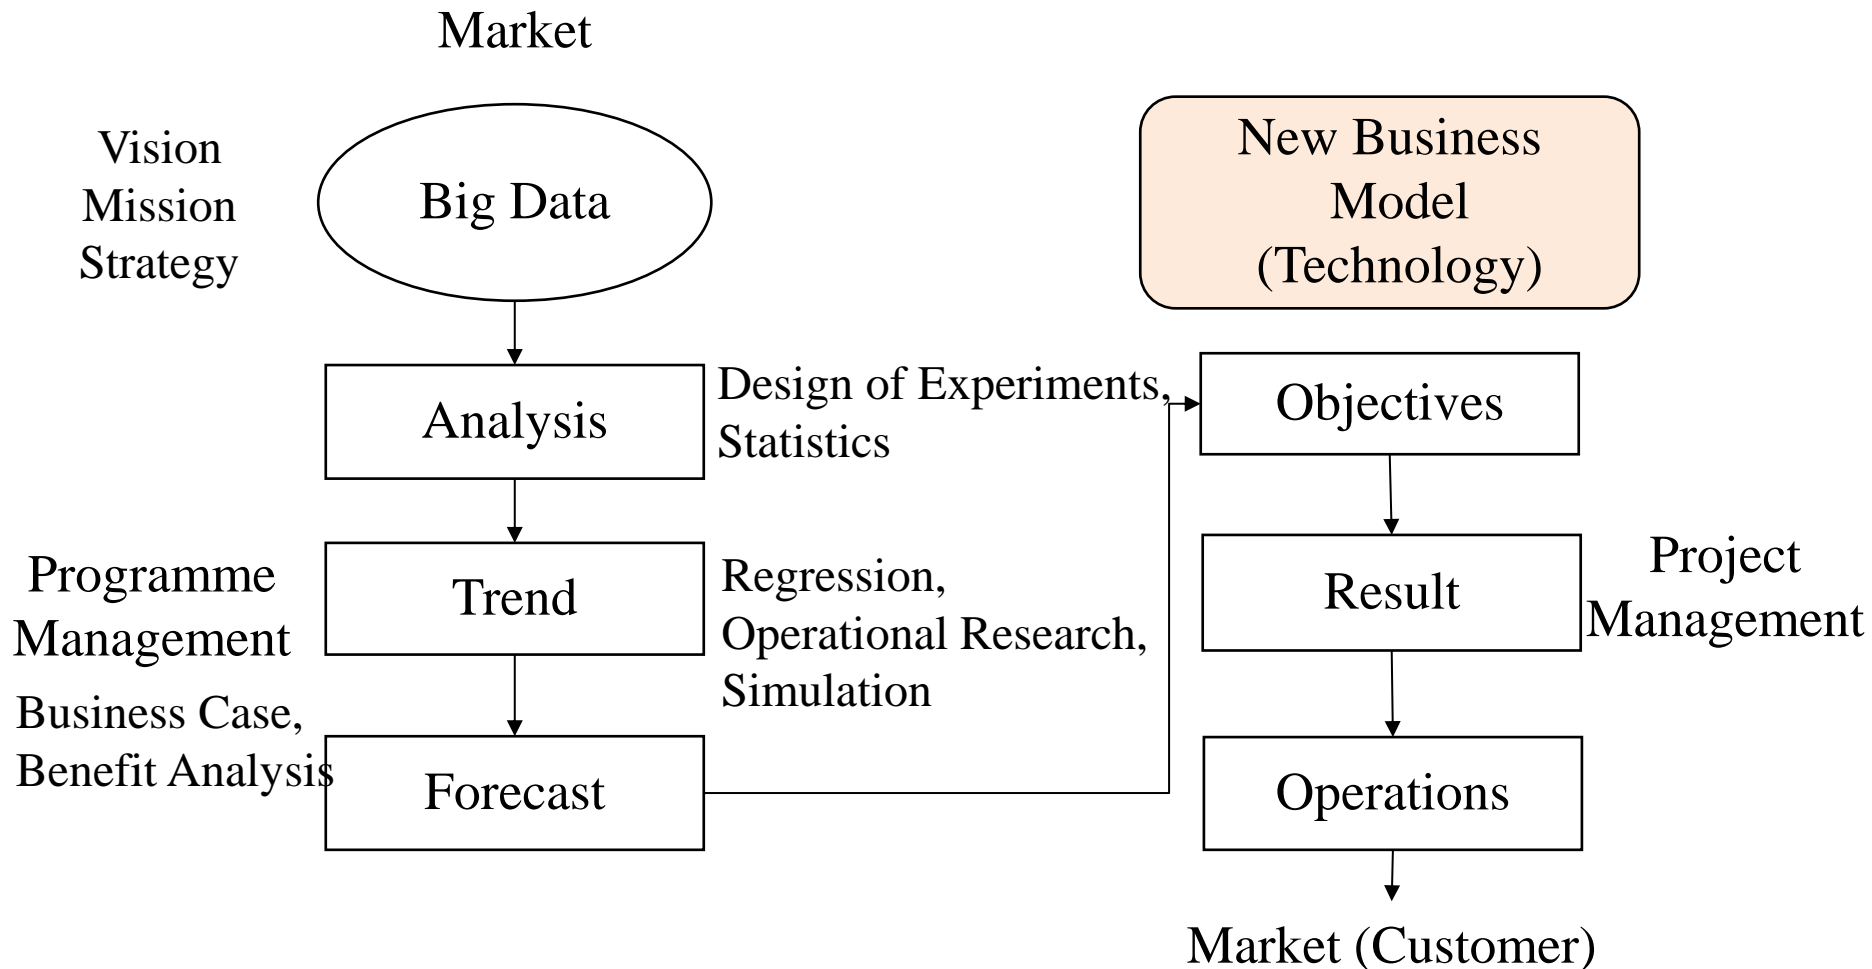 Market
Vision
Mission
Strategy
Big Data
New Business
Model
(Technology)
Analysis
Design of Experiments,
Statistics
Objectives
Programme
Management
Trend
Regression,
Operational Research,
Simulation
Result
Project
Management
Business Case,
Benefit Analysis
Forecast
Operations
Market (Customer)